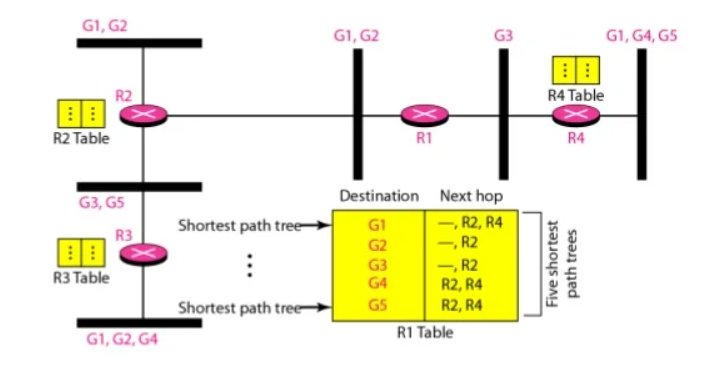 G1, G2
G1, G2
G3
G1, G4, G5
R2
R2 Table
R1
R4 Table
R4
G3, G5
R3
R3 Table
G1, G2, G4
Destination Next hop
Shortest path tree G1 —, R2, R4
G2 —, R2
G3 —, R2
G4 R2, R4
Shortest path tree G5 R2, R4
R1 Table
Five shortest
path trees